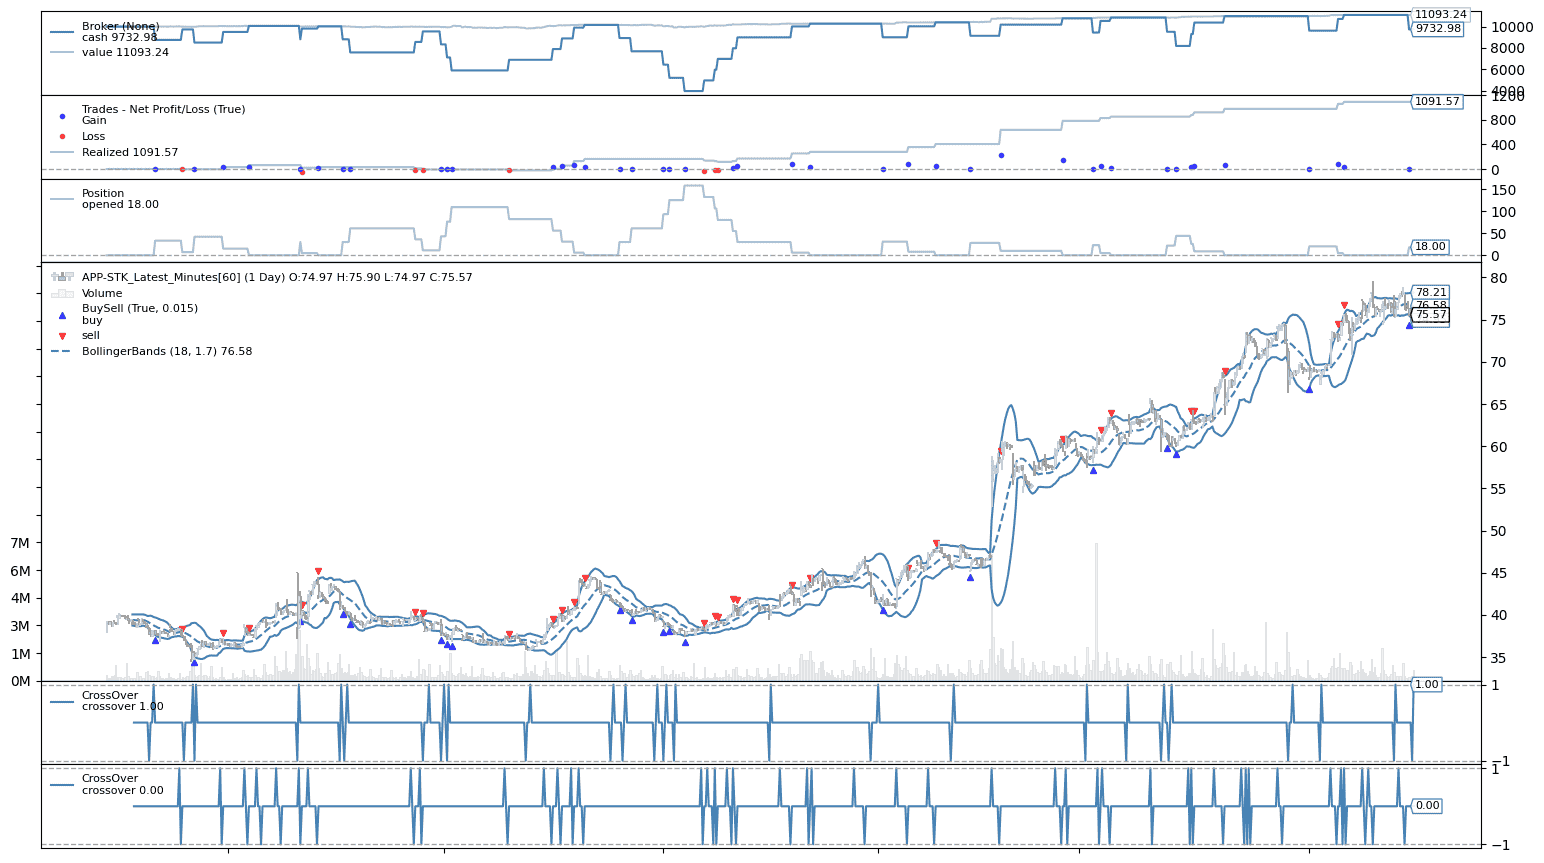 Broker (None)
cash 9732.98
value 11093.24
11093.24
10000
9732.98
8000
6000
4000
Trades - Net Profit/Loss (True)
Gain
Loss
Realized 1091.57
1200
1091.57
800
400
0
Position
opened 18.00
150
100
50
18.00
0
APP-STK_Latest_Minutes[60] (1 Day) O:74.97 H:75.90 L:74.97 C:75.57
Volume
BuySell (True, 0.015)
buy
sell
BollingerBands (18, 1.7) 76.58
80
78.21
76.58
75.57
75
70
65
60
55
50
45
40
35
7M
6M
4M
3M
1M
0M
CrossOver
crossover 1.00
1.00
1
−1
CrossOver
crossover 0.00
1
0.00
−1